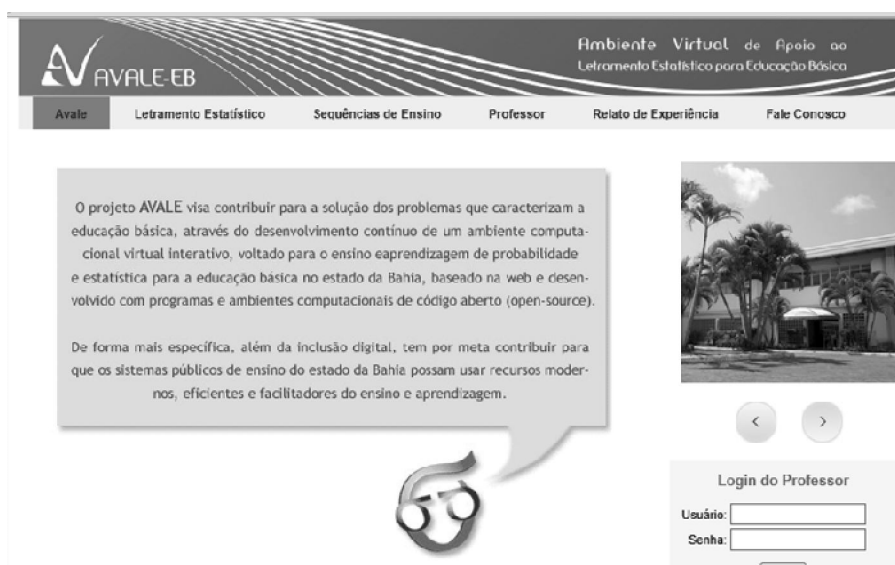 AVALE-EB
Ambiente Virtual de Apoio ao
Letramento Estatístico para Educação Básica
Avale Letramento Estatístico Sequências de Ensino Professor Relato de Experiência Fale Conosco
O projeto AVALE visa contribuir para a solução dos problemas que caracterizam a
educação básica, através do desenvolvimento contínuo de um ambiente computa-
cional virtual interativo, voltado para o ensino eaprendizagem de probabilidade
e estatística para a educação básica no estado da Bahia, baseado na web e desen-
volvido com programas e ambientes computacionais de código aberto (open-source).
De forma mais específica, além da inclusão digital, tem por meta contribuir para
que os sistemas públicos de ensino do estado da Bahia possam usar recursos moder-
nos, eficientes e facilitadores do ensino e aprendizagem.
Login do Professor
Usuário:
Senha: